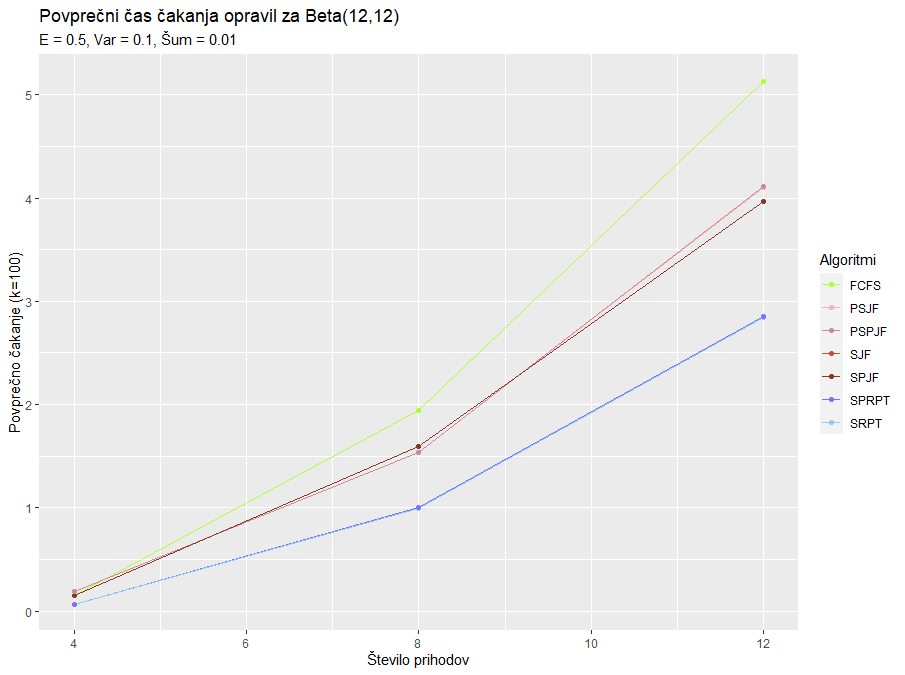 Povprečni čas čakanja opravil za Beta(12,12)
E = 0.5, Var = 0.1, Šum = 0.01
Povprečno čakanje (k=100)
5
4
3
2
1
0
4
6
8
10
12
Število prihodov
Algoritmi
FCFS
PSJF
PSPJF
SJF
SPJF
SPRPT
SRPT